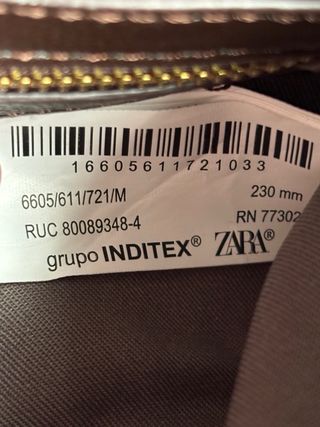 16605611721033
6605/611/721/M 230 mm
RUC 80089348-4 RN 77302
grupo INDITEX® ZARA®